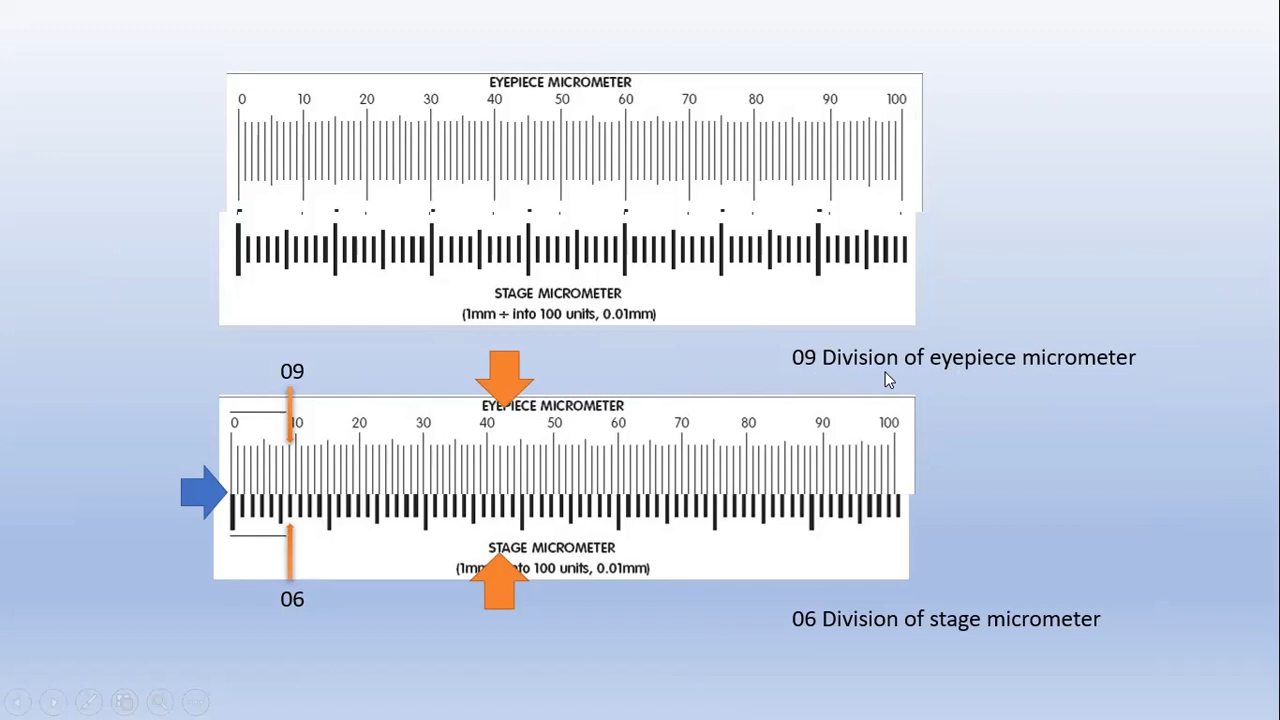 EYEPIECE MICROMETER
0 10 20 30 40 50 60 70 80 90 100
STAGE MICROMETER
(1mm ÷ into 100 units, 0.01mm)
09 Division of eyepiece micrometer
09
EYEPIECE MICROMETER
0 10 20 30 40 50 60 70 80 90 100
STAGE MICROMETER
(1mm into 100 units, 0.01mm)
06
06 Division of stage micrometer